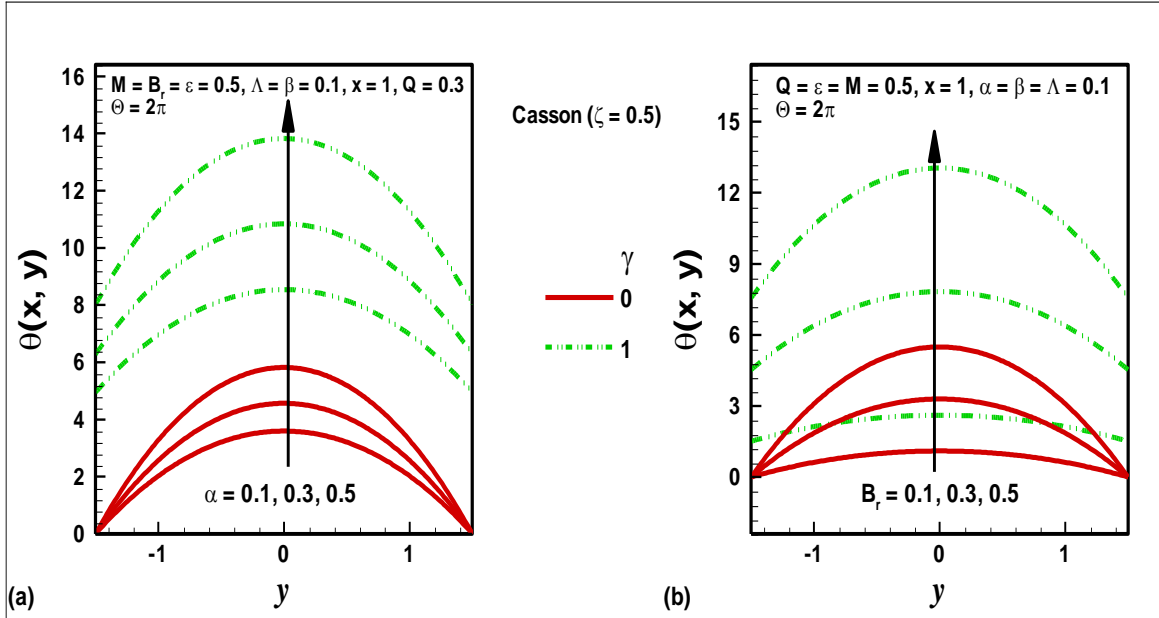 M = B_r = ε = 0.5, Λ = β = 0.1, x = 1, Q = 0.3
Θ = 2π
16
14
12
10
8
6
4
2
0
θ(x, y)
α = 0.1, 0.3, 0.5
-1
0
1
y
(a)
Casson (ζ = 0.5)
γ
0
1
Q = ε = M = 0.5, x = 1, α = β = Λ = 0.1
Θ = 2π
15
12
9
6
3
0
θ(x, y)
B_r = 0.1, 0.3, 0.5
-1
0
1
y
(b)